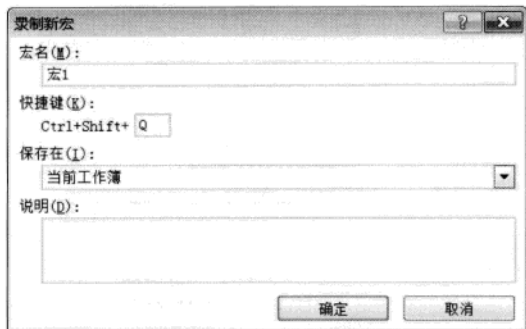 录制新宏
宏名(M):
宏1
快捷键(K):
Ctrl+Shift+ Q
保存在(I):
当前工作簿
说明(D):
确定
取消